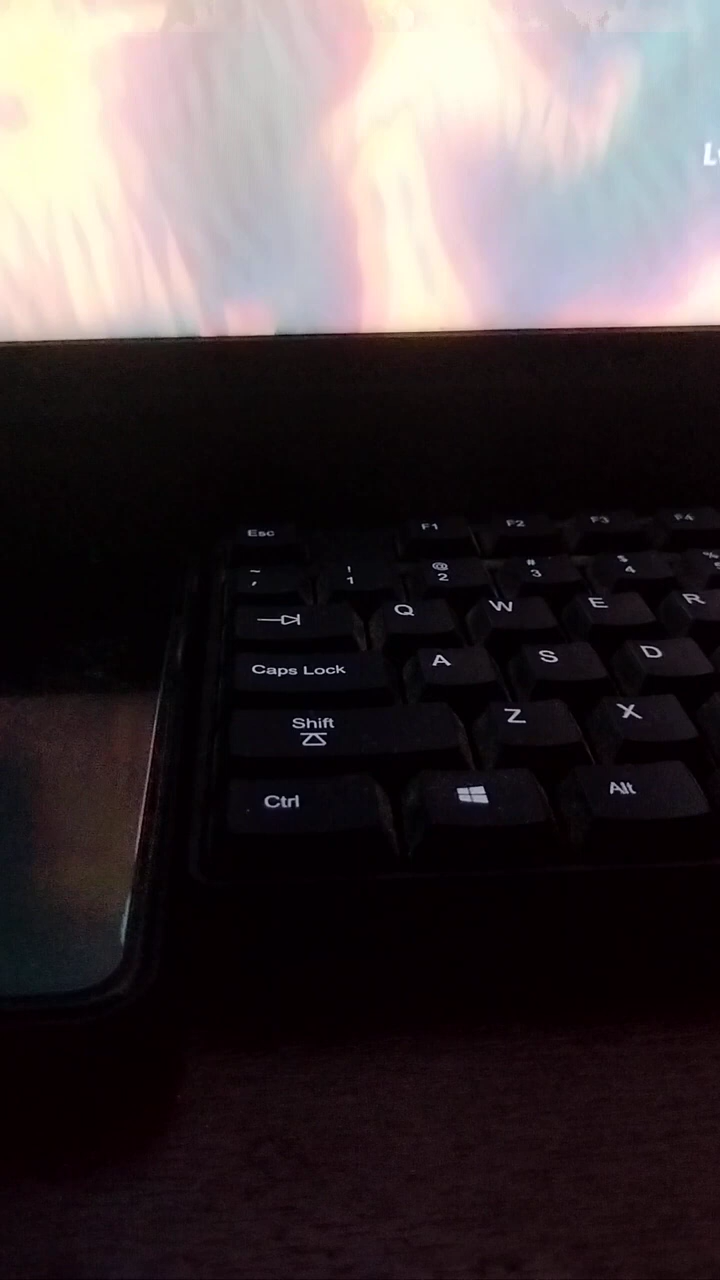 L
Esc F1 F2 F3 F4
~ ! @ # $ %
1 2 3 4
Q W E R
Caps Lock A S D
Shift Z X
Ctrl Alt